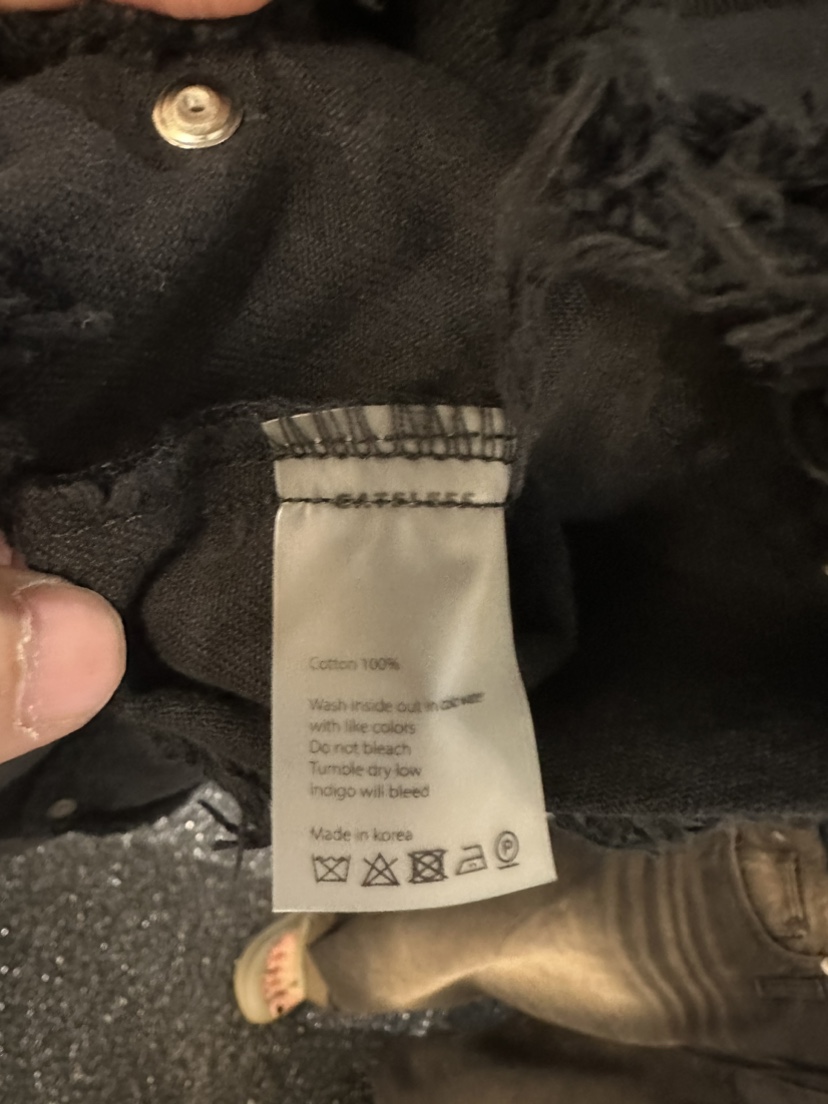 Cotton 100%
Wash inside out in cold water
with like colors
Do not bleach
Tumble dry low
Indigo will bleed
Made in korea
P